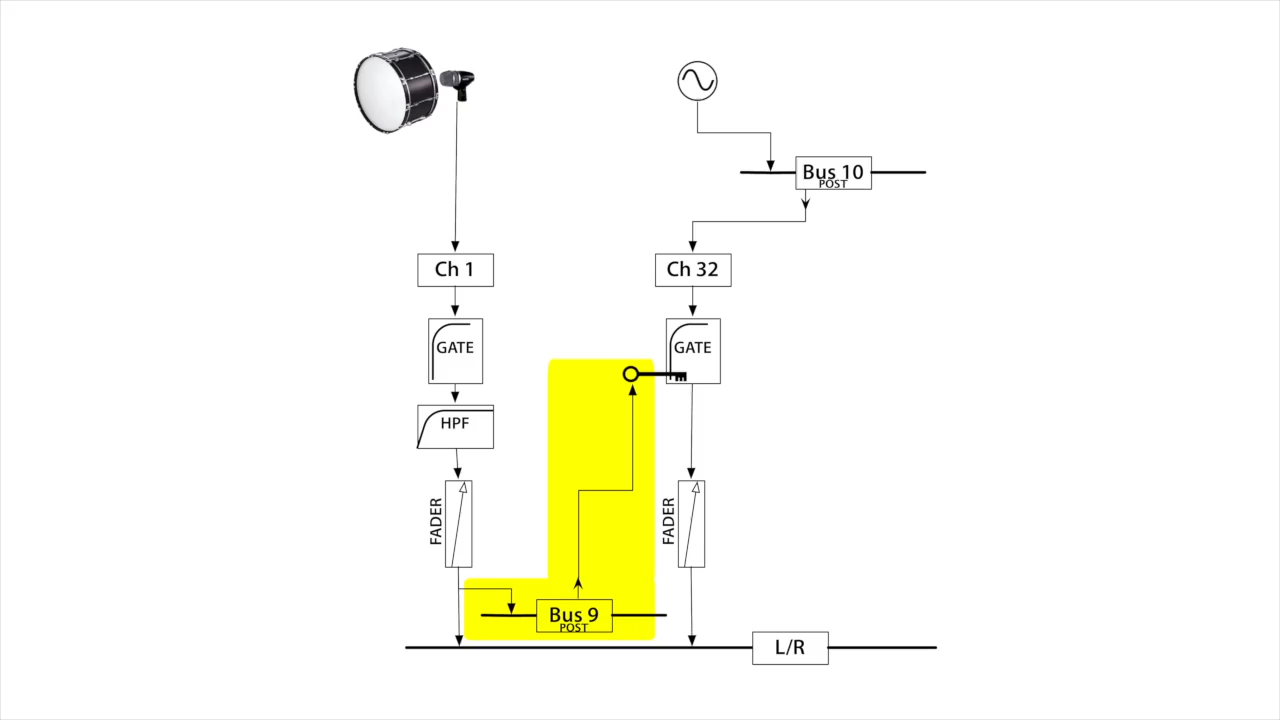 Bus 10
POST
Ch 1
Ch 32
GATE
GATE
HPF
FADER
FADER
Bus 9
POST
L/R